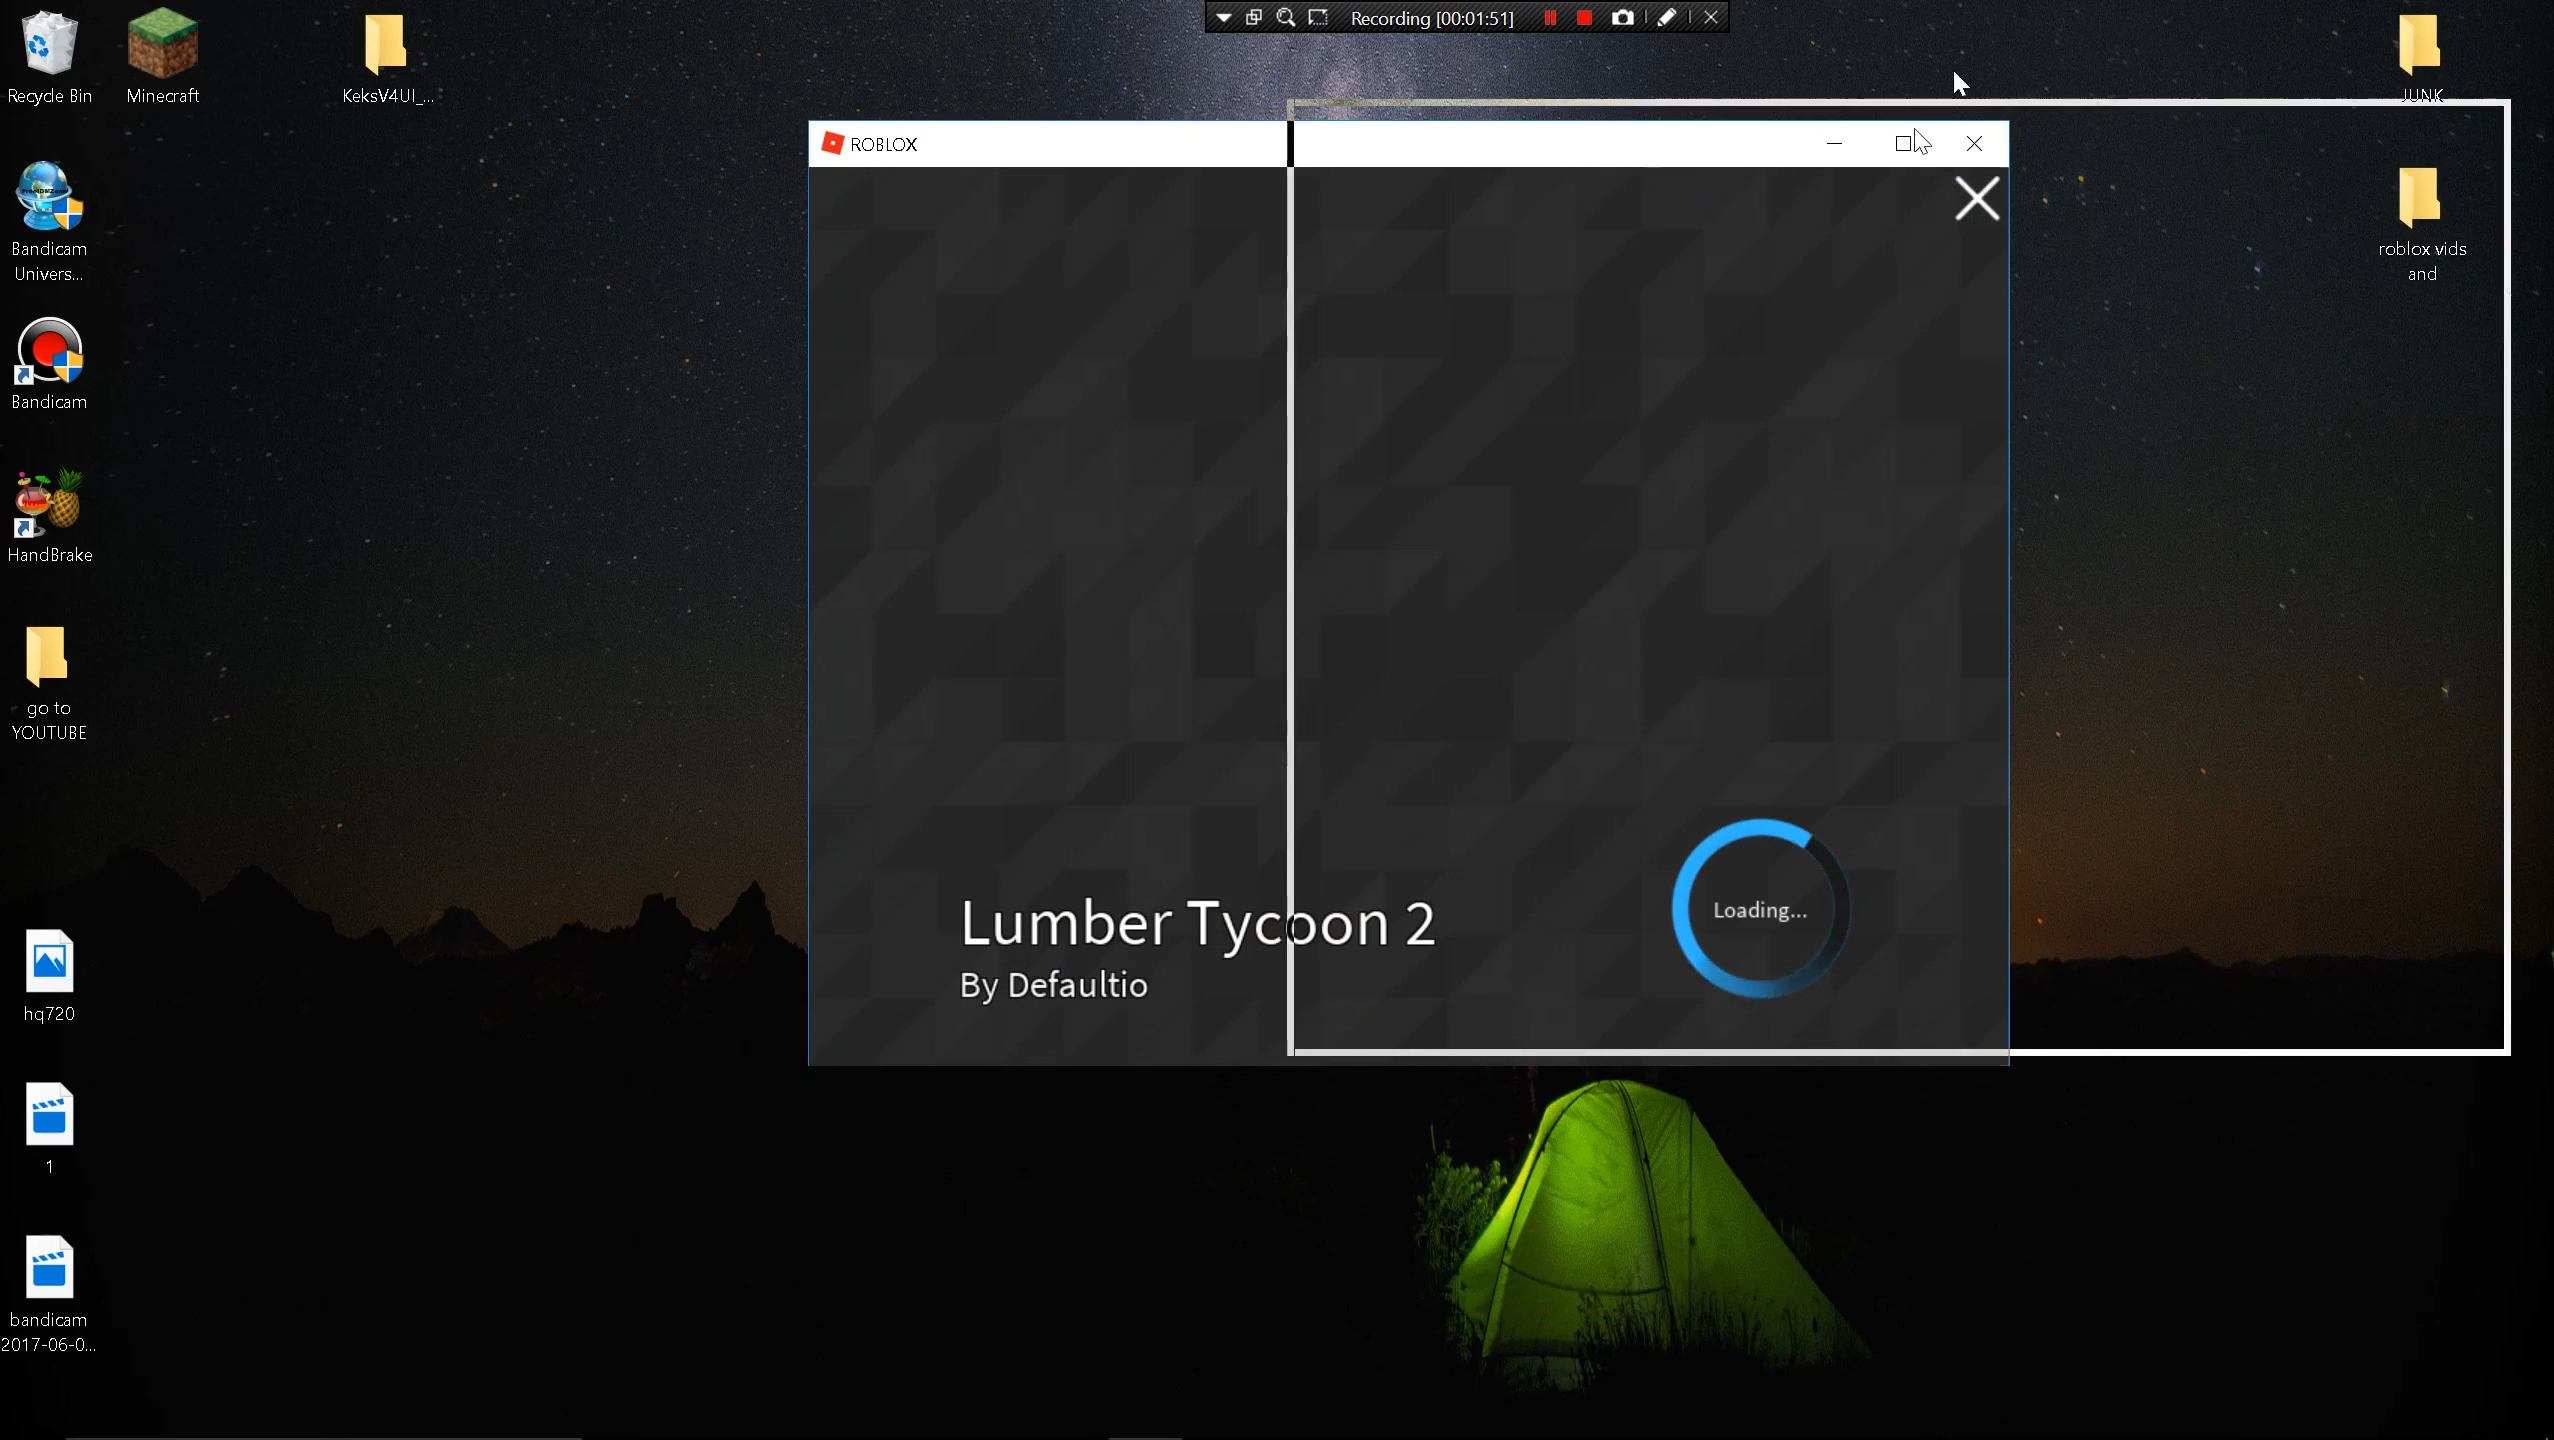 Recording [00:01:51]
Recycle Bin
Minecraft
KeksV4UI_...
JUNK
ROBLOX
Bandicam
Univers...
roblox vids
and
Bandicam
HandBrake
go to
YOUTUBE
Lumber Tycoon 2
By Defaultio
Loading...
hq720
1
bandicam
2017-06-0...